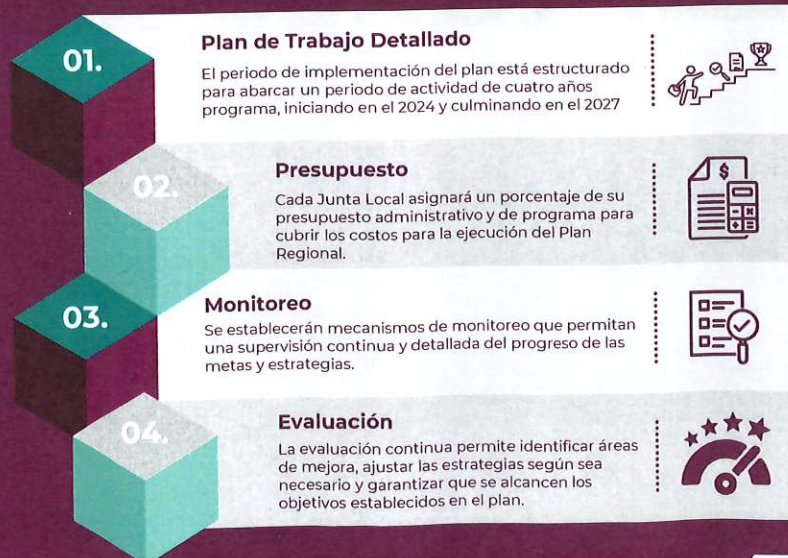 01.
Plan de Trabajo Detallado
El periodo de implementación del plan está estructurado
para abarcar un periodo de actividad de cuatro años
programa, iniciando en el 2024 y culminando en el 2027
02.
Presupuesto
Cada Junta Local asignará un porcentaje de su
presupuesto administrativo y de programa para
cubrir los costos para la ejecución del Plan
Regional.
$
03.
Monitoreo
Se establecerán mecanismos de monitoreo que permitan
una supervisión continua y detallada del progreso de las
metas y estrategias.
04.
Evaluación
La evaluación continua permite identificar áreas
de mejora, ajustar las estrategias según sea
necesario y garantizar que se alcancen los
objetivos establecidos en el plan.